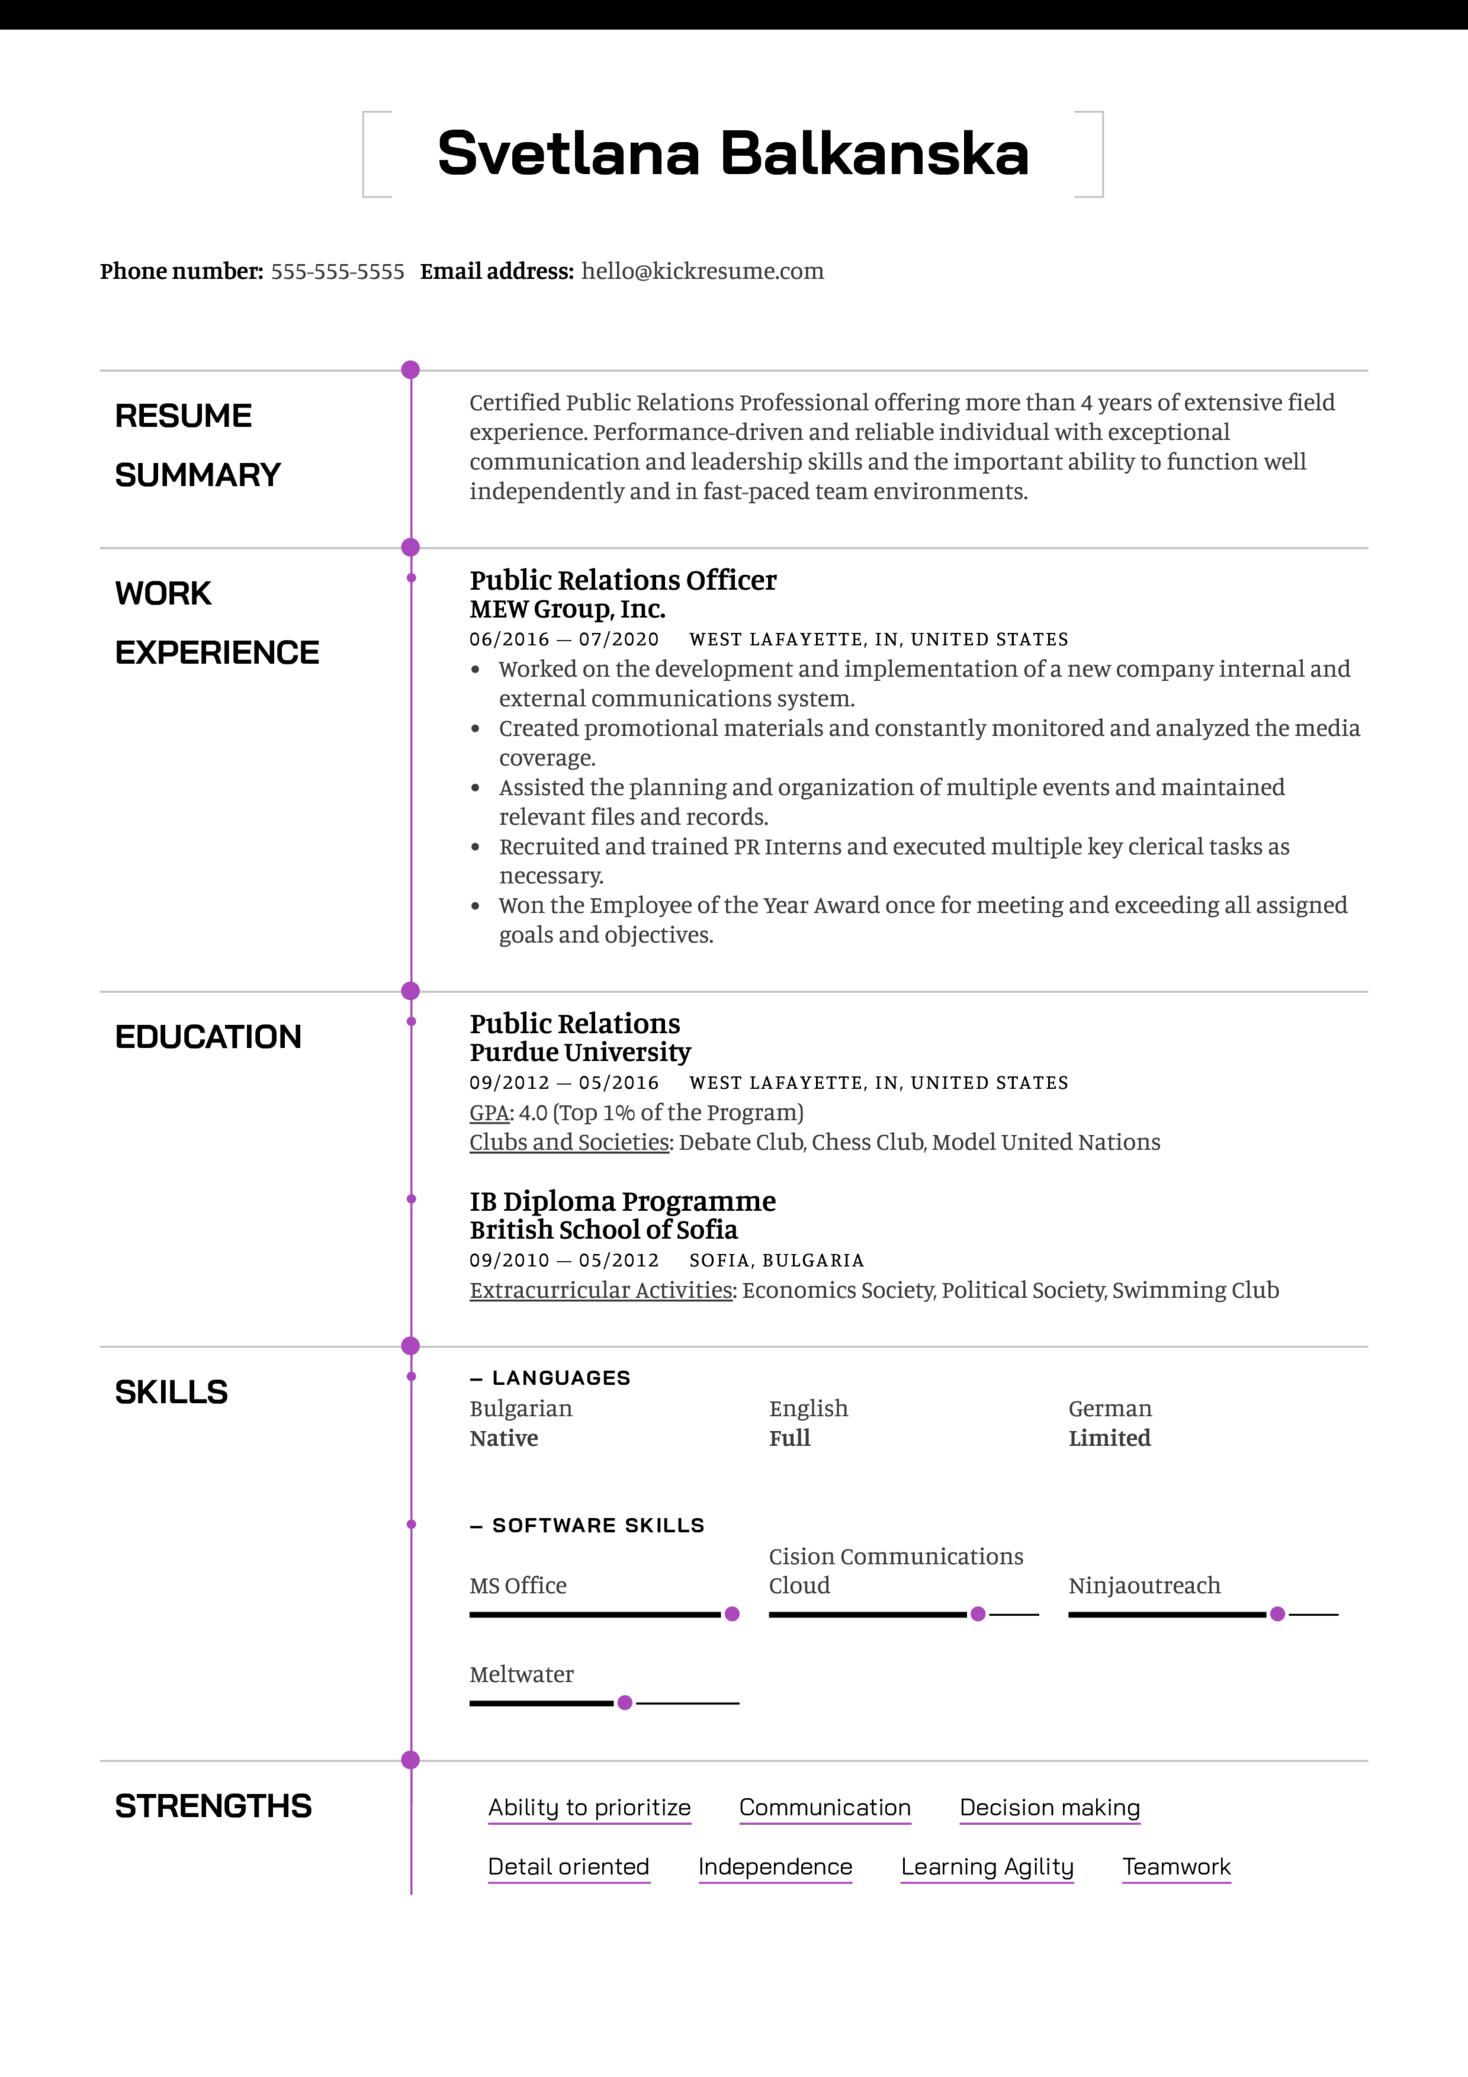 Svetlana Balkanska
Phone number: 555-555-5555 Email address: hello@kickresume.com
RESUME
SUMMARY
Certified Public Relations Professional offering more than 4 years of extensive field
experience. Performance-driven and reliable individual with exceptional
communication and leadership skills and the important ability to function well
independently and in fast-paced team environments.
WORK
EXPERIENCE
Public Relations Officer
MEW Group, Inc.
06/2016 — 07/2020 WEST LAFAYETTE, IN, UNITED STATES
• Worked on the development and implementation of a new company internal and
external communications system.
• Created promotional materials and constantly monitored and analyzed the media
coverage.
• Assisted the planning and organization of multiple events and maintained
relevant files and records.
• Recruited and trained PR Interns and executed multiple key clerical tasks as
necessary.
• Won the Employee of the Year Award once for meeting and exceeding all assigned
goals and objectives.
EDUCATION
Public Relations
Purdue University
09/2012 — 05/2016 WEST LAFAYETTE, IN, UNITED STATES
GPA: 4.0 (Top 1% of the Program)
Clubs and Societies: Debate Club, Chess Club, Model United Nations
IB Diploma Programme
British School of Sofia
09/2010 — 05/2012 SOFIA, BULGARIA
Extracurricular Activities: Economics Society, Political Society, Swimming Club
SKILLS
– LANGUAGES
Bulgarian English German
Native Full Limited
– SOFTWARE SKILLS
MS Office
Cision Communications
Cloud
Ninjaoutreach
Meltwater
STRENGTHS
Ability to prioritize Communication Decision making
Detail oriented Independence Learning Agility Teamwork